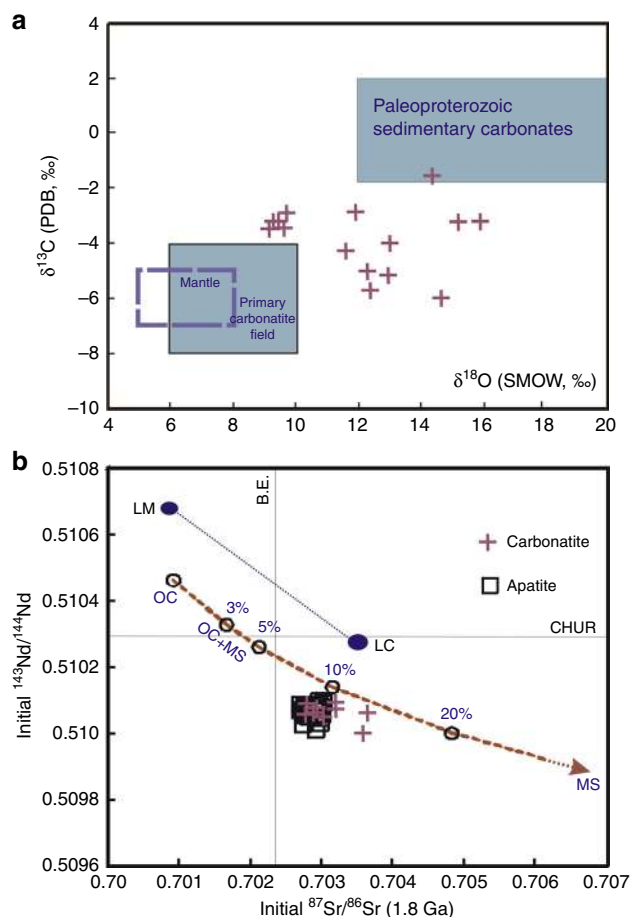 a
4
2
0
–2
–4
–6
–8
–10
δ13C (PDB, ‰)
Paleoproterozoic
sedimentary carbonates
Mantle
Primary
carbonatite
field
δ18O (SMOW, ‰)
4 6 8 10 12 14 16 18 20
b
0.5108
0.5106
0.5104
0.5102
0.510
0.5098
0.5096
Initial 143Nd/144Nd
B.E.
LM
Carbonatite
Apatite
OC
3%
5%
OC+MS
CHUR
LC
10%
20%
MS
0.70 0.701 0.702 0.703 0.704 0.705 0.706 0.707
Initial 87Sr/86Sr (1.8 Ga)